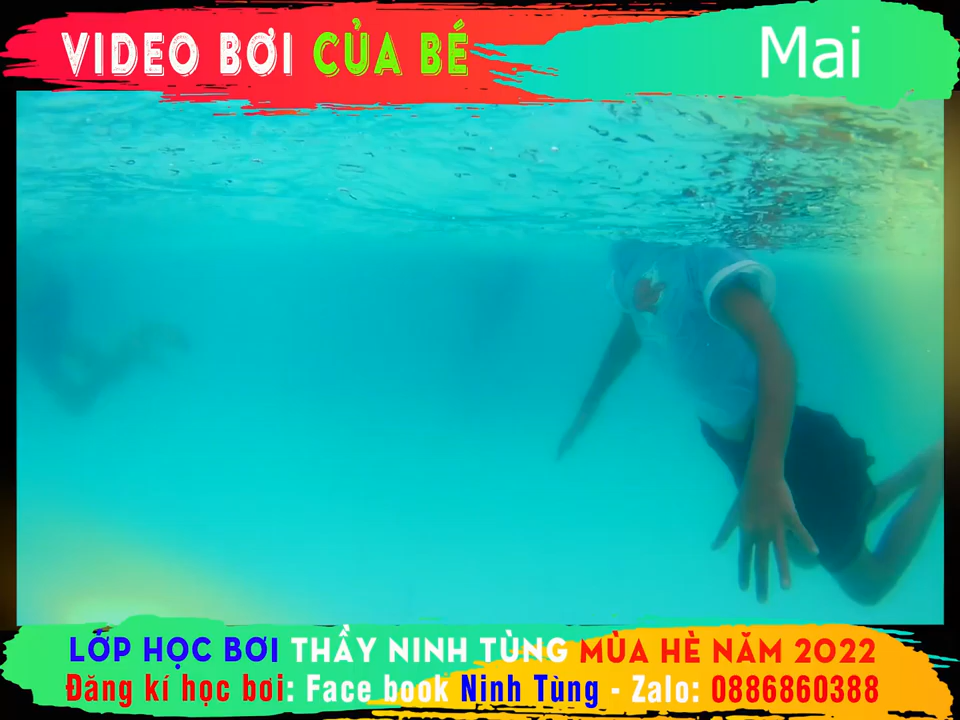 VIDEO BƠI CỦA BÉ
Mai
LỚP HỌC BƠI THẦY NINH TÙNG MÙA HÈ NĂM 2022
Đăng kí học bơi: Face book Ninh Tùng - Zalo: 0886860388